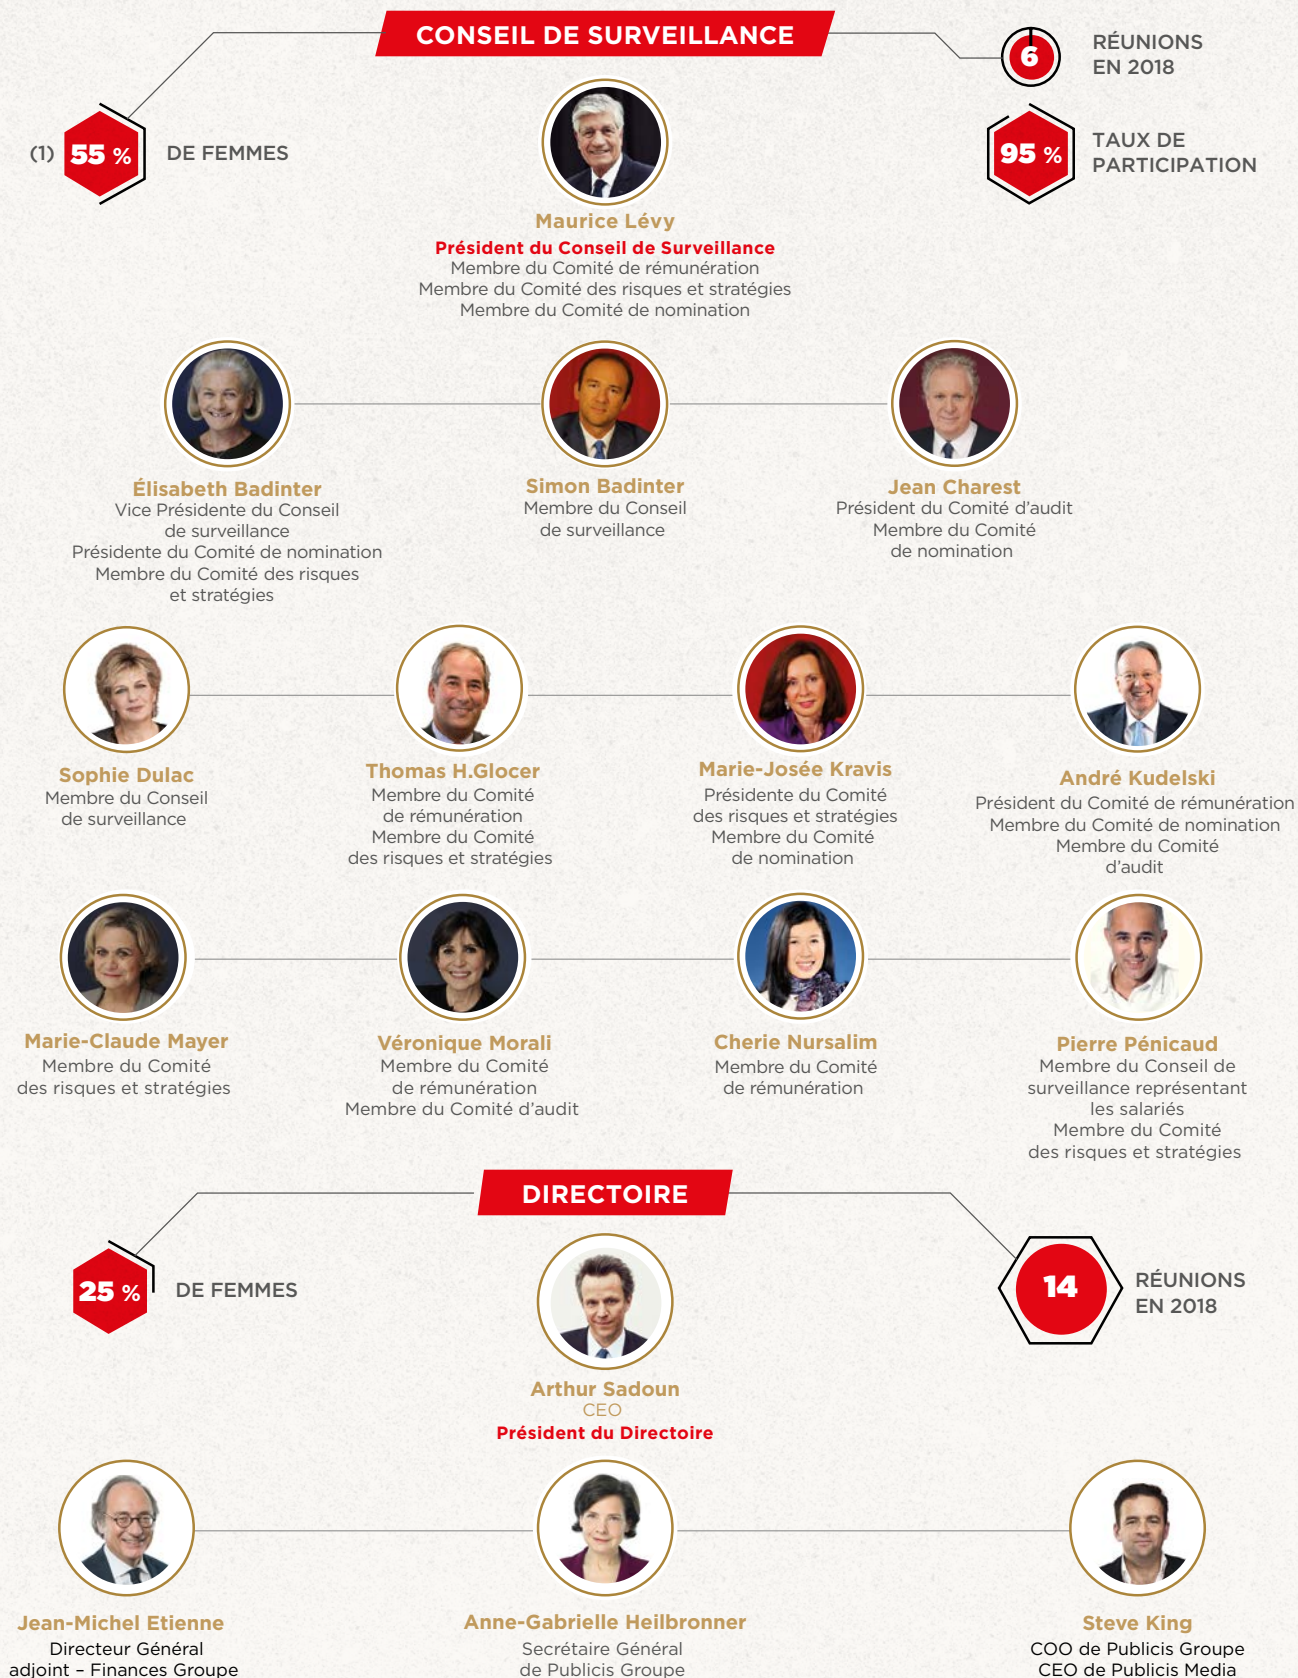 CONSEIL DE SURVEILLANCE
6
RÉUNIONS
EN 2018
(1) 55 %
DE FEMMES
95 %
TAUX DE
PARTICIPATION
Maurice Lévy
Président du Conseil de Surveillance
Membre du Comité de rémunération
Membre du Comité des risques et stratégies
Membre du Comité de nomination
Élisabeth Badinter
Vice Présidente du Conseil
de surveillance
Présidente du Comité de nomination
Membre du Comité des risques
et stratégies
Simon Badinter
Membre du Conseil
de surveillance
Jean Charest
Président du Comité d'audit
Membre du Comité
de nomination
Sophie Dulac
Membre du Conseil
de surveillance
Thomas H.Glocer
Membre du Comité
de rémunération
Membre du Comité
des risques et stratégies
Marie-Josée Kravis
Présidente du Comité
des risques et stratégies
Membre du Comité
de nomination
André Kudelski
Président du Comité de rémunération
Membre du Comité de nomination
Membre du Comité
d'audit
Marie-Claude Mayer
Membre du Comité
des risques et stratégies
Véronique Morali
Membre du Comité
de rémunération
Membre du Comité d'audit
Cherie Nursalim
Membre du Comité
de rémunération
Pierre Pénicaud
Membre du Conseil de
surveillance représentant
les salariés
Membre du Comité
des risques et stratégies
DIRECTOIRE
25 %
DE FEMMES
14
RÉUNIONS
EN 2018
Arthur Sadoun
CEO
Président du Directoire
Jean-Michel Etienne
Directeur Général
adjoint – Finances Groupe
Anne-Gabrielle Heilbronner
Secrétaire Général
de Publicis Groupe
Steve King
COO de Publicis Groupe
CEO de Publicis Media